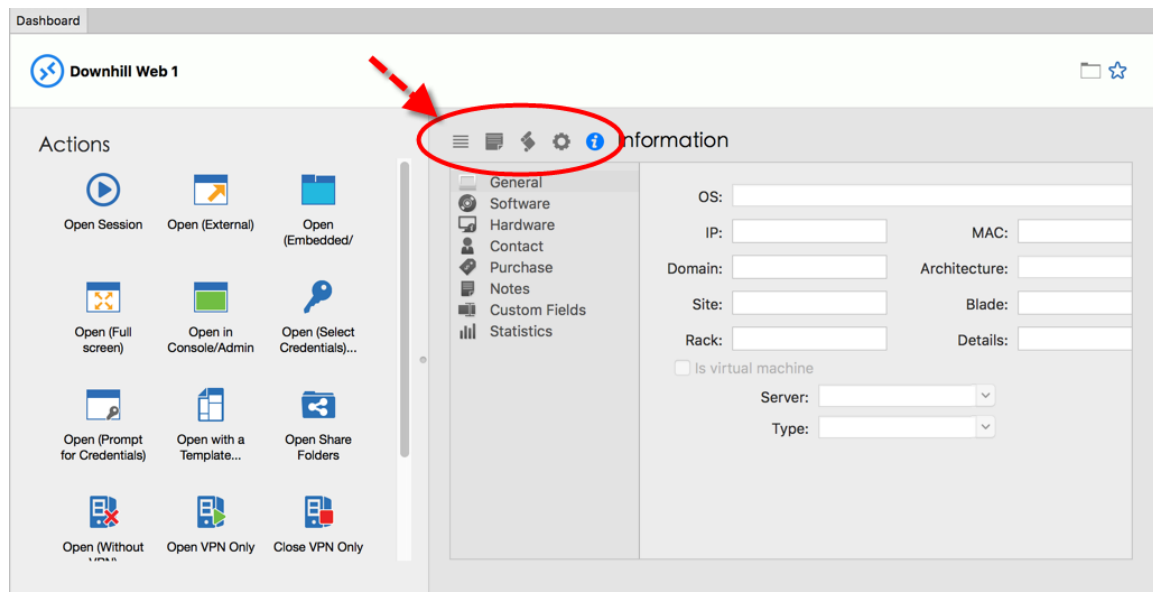 Dashboard
Downhill Web 1
Actions
Open Session
Open (External)
Open
(Embedded/
Open (Full
screen)
Open in
Console/Admin
Open (Select
Credentials)...
Open (Prompt
for Credentials)
Open with a
Template...
Open Share
Folders
Open (Without
VPN)
Open VPN Only
Close VPN Only
Information
General
Software
Hardware
Contact
Purchase
Notes
Custom Fields
Statistics
OS:
IP:
MAC:
Domain:
Architecture:
Site:
Blade:
Rack:
Details:
Is virtual machine
Server:
Type: